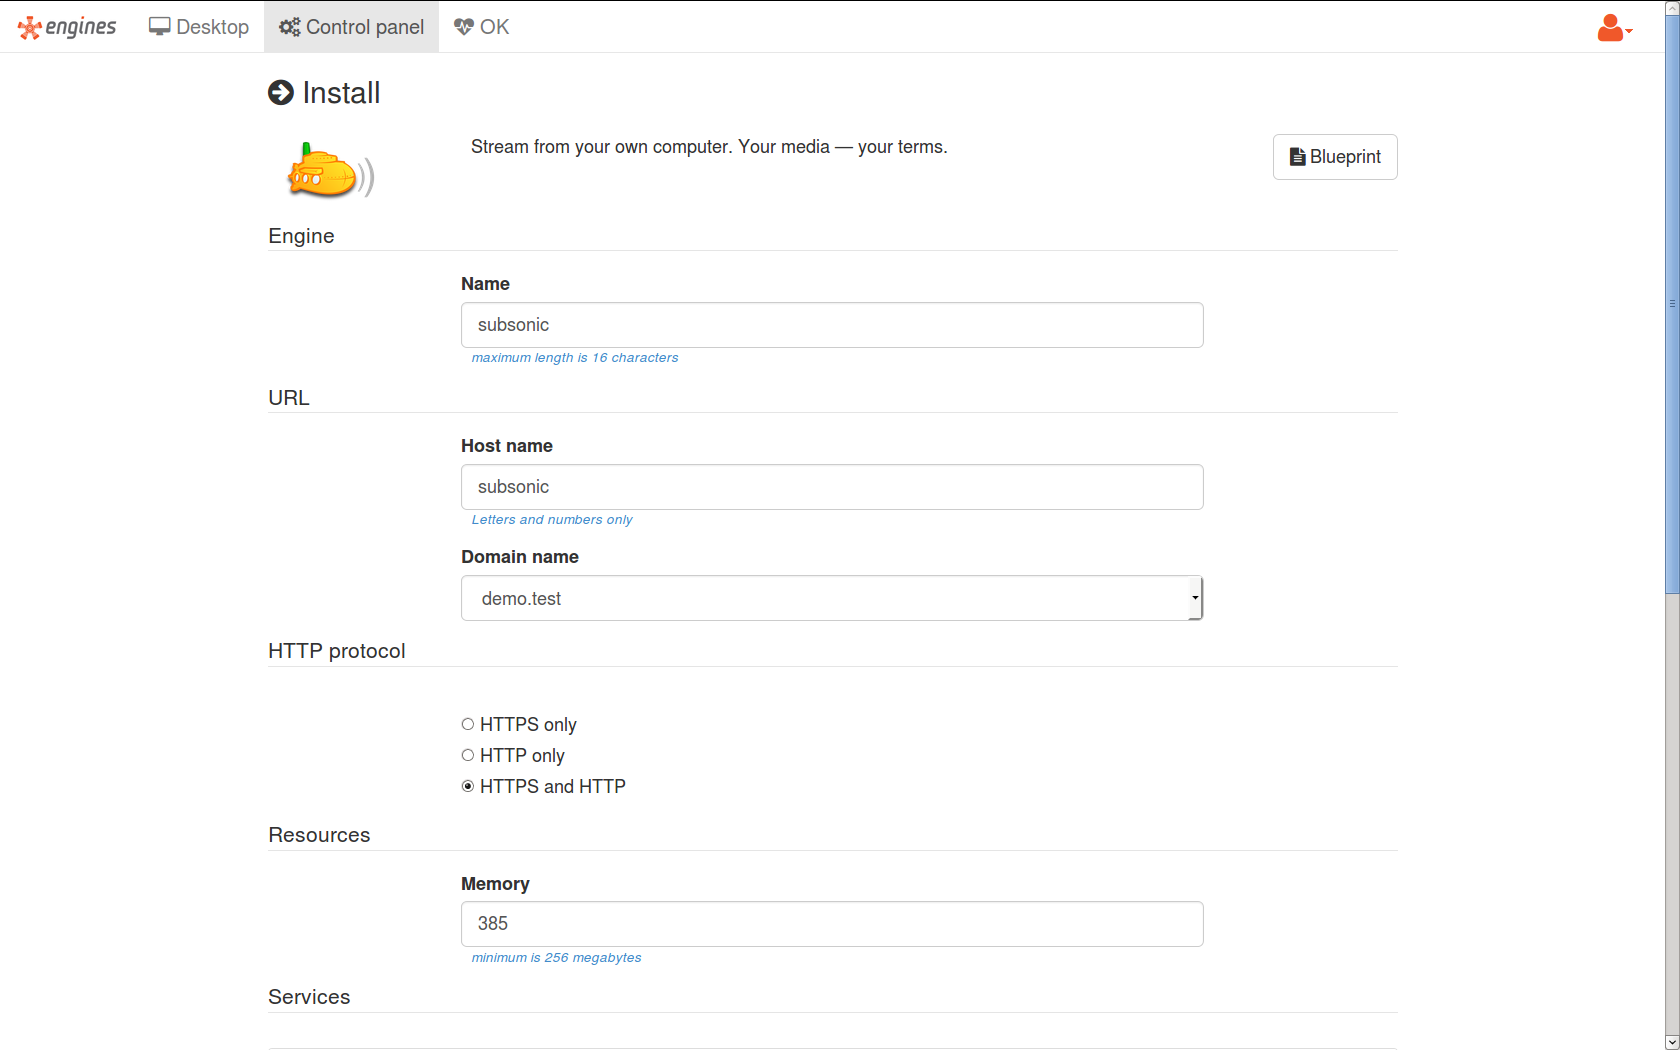 engines Desktop Control panel OK
Install
Stream from your own computer. Your media — your terms.
Blueprint
Engine
Name
subsonic
maximum length is 16 characters
URL
Host name
subsonic
Letters and numbers only
Domain name
demo.test
HTTP protocol
HTTPS only
HTTP only
HTTPS and HTTP
Resources
Memory
385
minimum is 256 megabytes
Services